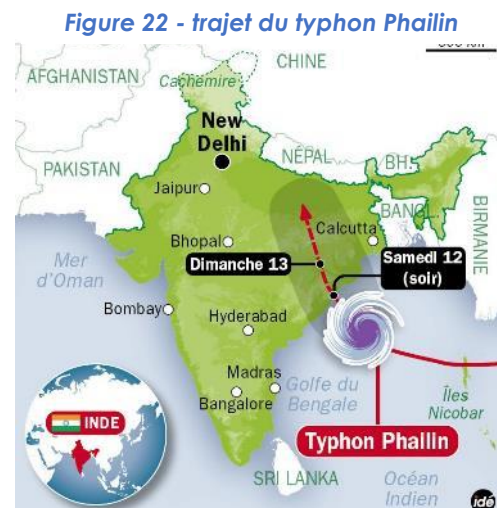 Figure 22 - trajet du typhon Phailin
CHINE
AFGHANISTAN
Cachemire
New
Delhi
NÉPAL
BH.
PAKISTAN
Jaipur
BANGL.
BIRMANIE
Calcutta
Bhopal
Dimanche 13
Samedi 12
(soir)
Mer
d'Oman
Bombay
Hyderabad
Madras
Bangalore
Golfe du
Bengale
Îles
Nicobar
INDE
Typhon Phailin
SRI LANKA
Océan
Indien
idé